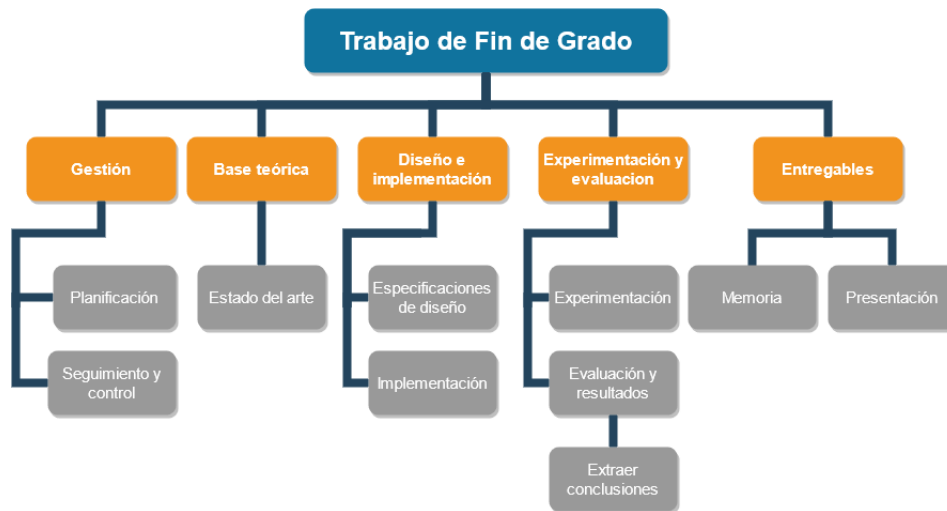 Trabajo de Fin de Grado
Gestión
Base teórica
Diseño e
implementación
Experimentación y
evaluacion
Entregables
Planificación
Estado del arte
Especificaciones
de diseño
Experimentación
Memoria
Presentación
Seguimiento y
control
Implementación
Evaluación y
resultados
Extraer
conclusiones